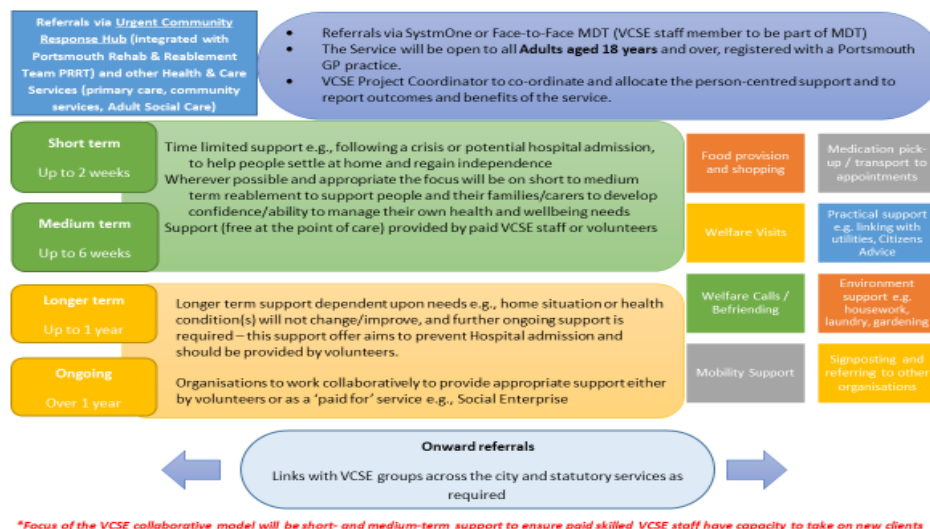 Referrals via Urgent Community
Response Hub (integrated with
Portsmouth Rehab & Reablement
Team PRRT) and other Health & Care
Services (primary care, community
services, Adult Social Care)
• Referrals via SystmOne or Face-to-Face MDT (VCSE staff member to be part of MDT)
• The Service will be open to all Adults aged 18 years and over, registered with a Portsmouth
GP practice.
• VCSE Project Coordinator to co-ordinate and allocate the person-centred support and to
report outcomes and benefits of the service.
Short term
Up to 2 weeks
Medium term
Up to 6 weeks
Time limited support e.g., following a crisis or potential hospital admission,
to help people settle at home and regain independence
Wherever possible and appropriate the focus will be on short to medium
term reablement to support people and their families/carers to develop
confidence/ability to manage their own health and wellbeing needs
Support (free at the point of care) provided by paid VCSE staff or volunteers
Longer term
Up to 1 year
Ongoing
Over 1 year
Longer term support dependent upon needs e.g., home situation or health
condition(s) will not change/improve, and further ongoing support is
required – this support offer aims to prevent Hospital admission and
should be provided by volunteers.
Organisations to work collaboratively to provide appropriate support either
by volunteers or as a 'paid for' service e.g., Social Enterprise
Food provision
and shopping
Medication pick-
up / transport to
appointments
Welfare Visits
Practical support
e.g. linking with
utilities, Citizens
Advice
Welfare Calls /
Befriending
Environment
support e.g.
housework,
laundry, gardening
Mobility Support
Signposting and
referring to other
organisations
Onward referrals
Links with VCSE groups across the city and statutory services as
required
*Focus of the VCSE collaborative model will be short- and medium-term support to ensure paid skilled VCSE staff have capacity to take on new clients